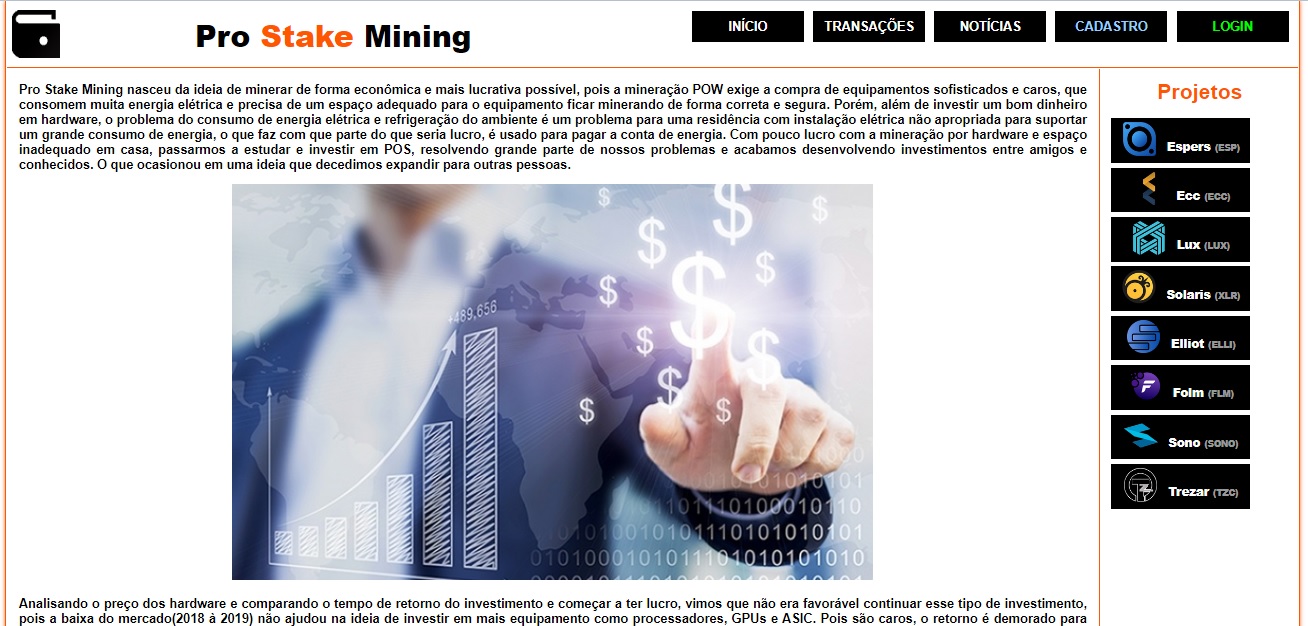 Pro Stake Mining
INÍCIO
TRANSAÇÕES
NOTÍCIAS
CADASTRO
LOGIN
Pro Stake Mining nasceu da ideia de minerar de forma econômica e mais lucrativa possível, pois a mineração POW exige a compra de equipamentos sofisticados e caros, que
consomem muita energia elétrica e precisa de um espaço adequado para o equipamento ficar minerando de forma correta e segura. Porém, além de investir um bom dinheiro
em hardware, o problema do consumo de energia elétrica e refrigeração do ambiente é um problema para uma residência com instalação elétrica não apropriada para suportar
um grande consumo de energia, o que faz com que parte do que seria lucro, é usado para pagar a conta de energia. Com pouco lucro com a mineração por hardware e espaço
inadequado em casa, passarmos a estudar e investir em POS, resolvendo grande parte de nossos problemas e acabamos desenvolvendo investimentos entre amigos e
conhecidos. O que ocasionou em uma ideia que decedimos expandir para outras pessoas.
+489,656
$
$
$
$
$
$
$
$
$
$
$
$
Analisando o preço dos hardware e comparando o tempo de retorno do investimento e começar a ter lucro, vimos que não era favorável continuar esse tipo de investimento,
pois a baixa do mercado(2018 à 2019) não ajudou na ideia de investir em mais equipamento como processadores, GPUs e ASIC. Pois são caros, o retorno é demorado para
Projetos
Espers (ESP)
Ecc (ECC)
Lux (LUX)
Solaris (XLR)
Elliot (ELLI)
Folm (FLM)
Sono (SONO)
Trezar (TZC)